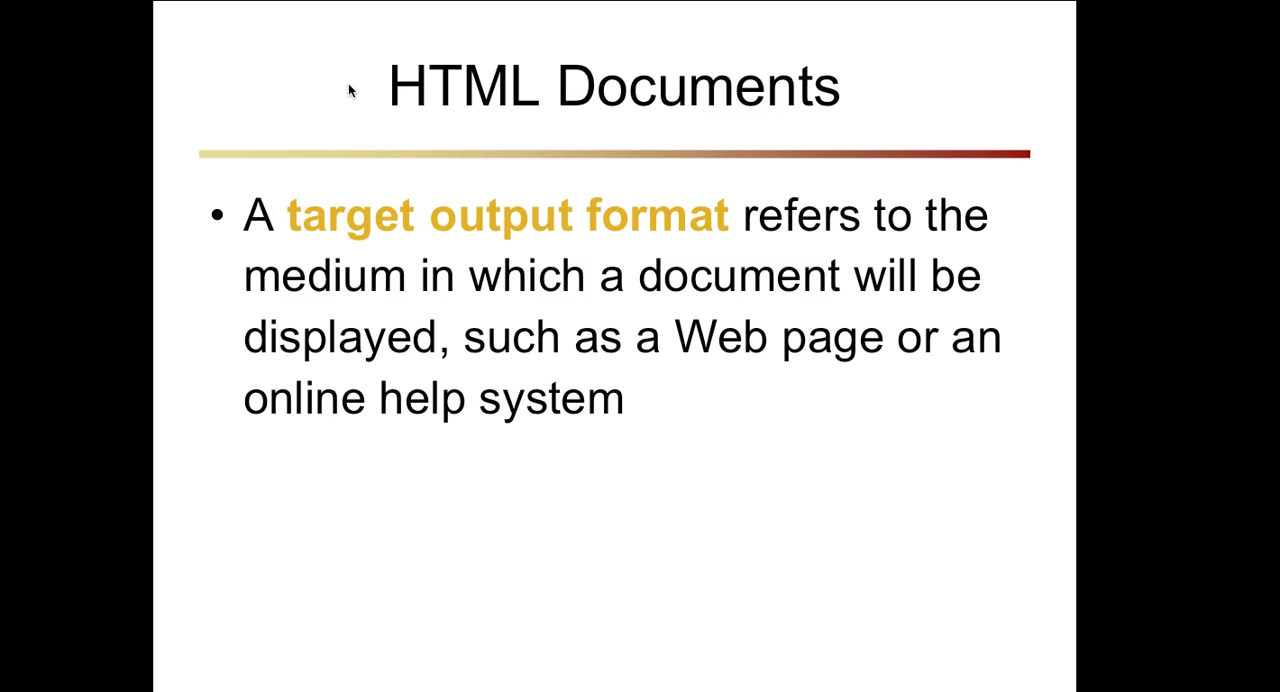 HTML Documents
• A target output format refers to the
medium in which a document will be
displayed, such as a Web page or an
online help system